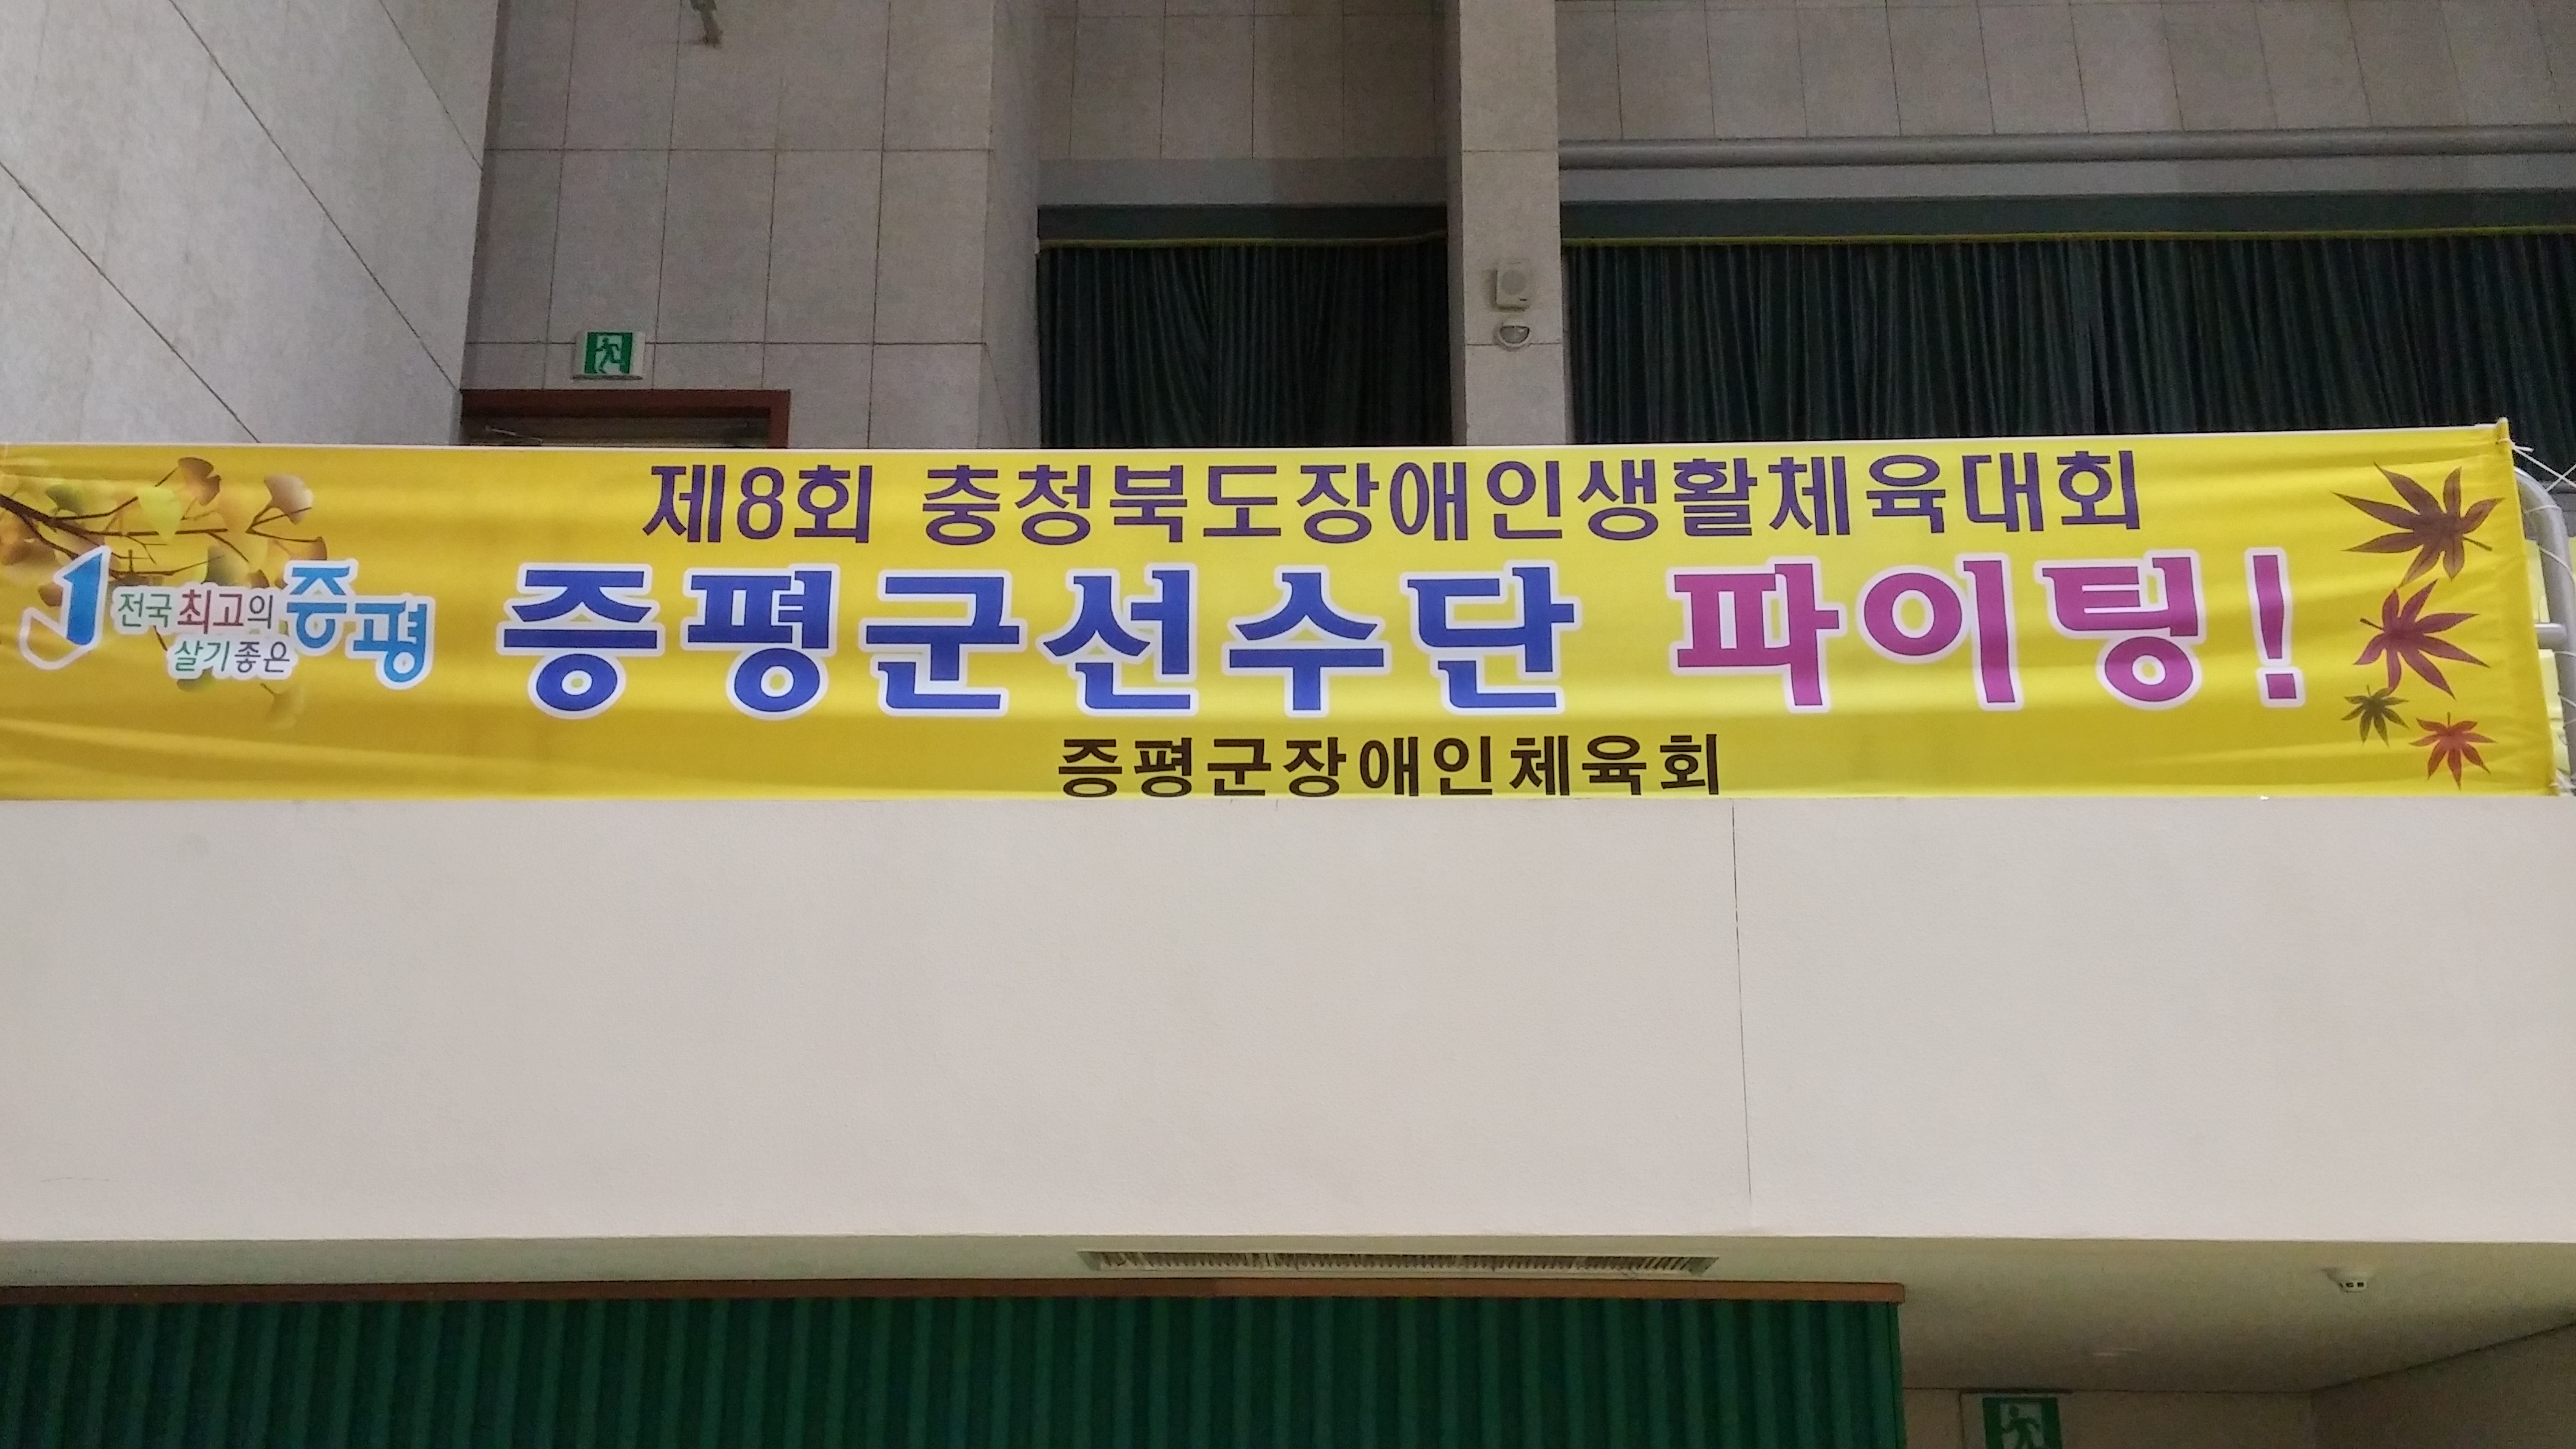 제8회 충청북도장애인생활체육대회
전국 최고의 증평
살기좋은
증평군선수단 파이팅!
증평군장애인체육회